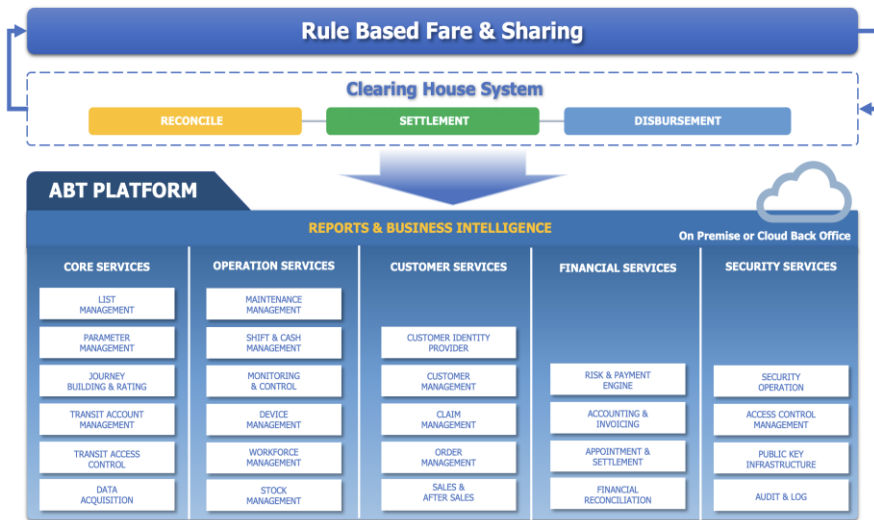 Rule Based Fare & Sharing
Clearing House System
RECONCILE
SETTLEMENT
DISBURSEMENT
ABT PLATFORM
REPORTS & BUSINESS INTELLIGENCE
On Premise or Cloud Back Office
CORE SERVICES
LIST
MANAGEMENT
PARAMETER
MANAGEMENT
JOURNEY
BUILDING & RATING
TRANSIT ACCOUNT
MANAGEMENT
TRANSIT ACCESS
CONTROL
DATA
ACQUISITION
OPERATION SERVICES
MAINTENANCE
MANAGEMENT
SHIFT & CASH
MANAGEMENT
MONITORING
& CONTROL
DEVICE
MANAGEMENT
WORKFORCE
MANAGEMENT
STOCK
MANAGEMENT
CUSTOMER SERVICES
CUSTOMER IDENTITY
PROVIDER
CUSTOMER
MANAGEMENT
CLAIM
MANAGEMENT
ORDER
MANAGEMENT
SALES &
AFTER SALES
FINANCIAL SERVICES
RISK & PAYMENT
ENGINE
ACCOUNTING &
INVOICING
APPOINTMENT &
SETTLEMENT
FINANCIAL
RECONCILIATION
SECURITY SERVICES
SECURITY
OPERATION
ACCESS CONTROL
MANAGEMENT
PUBLIC KEY
INFRASTRUCTURE
AUDIT & LOG